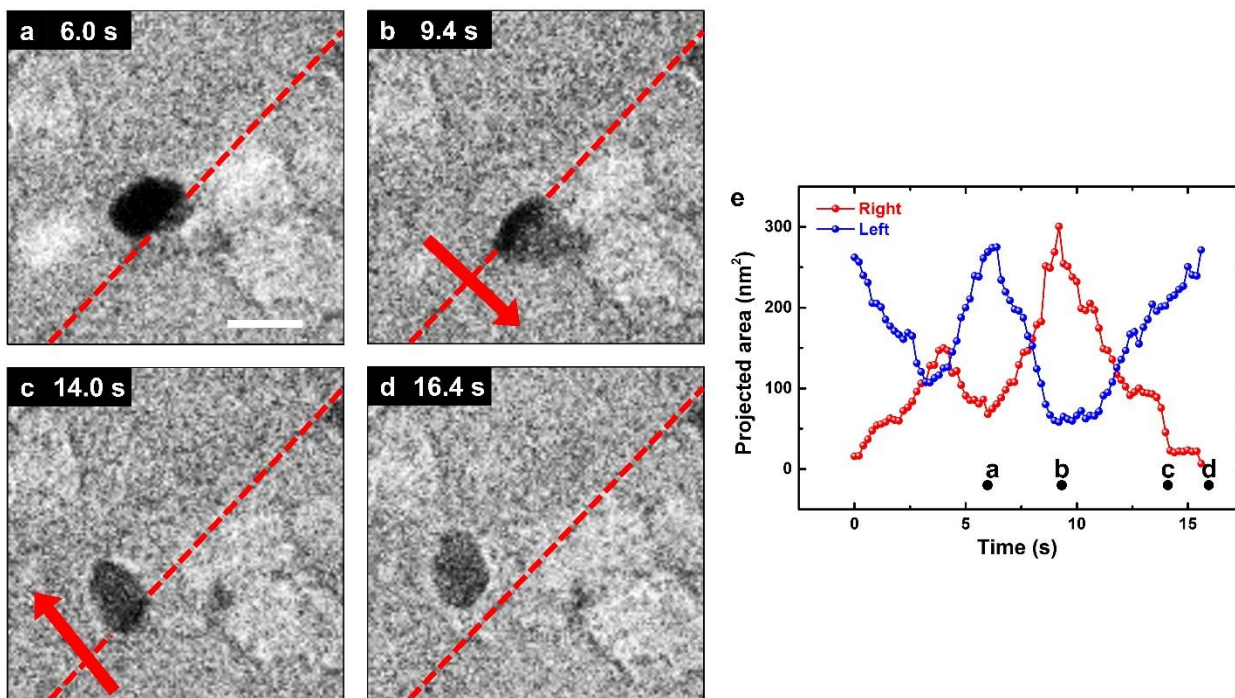 a 6.0 s
b 9.4 s
c 14.0 s
d 16.4 s
e
Right
Left
Projected area (nm²)
300
200
100
0
a
b
c
d
0
5
10
15
Time (s)